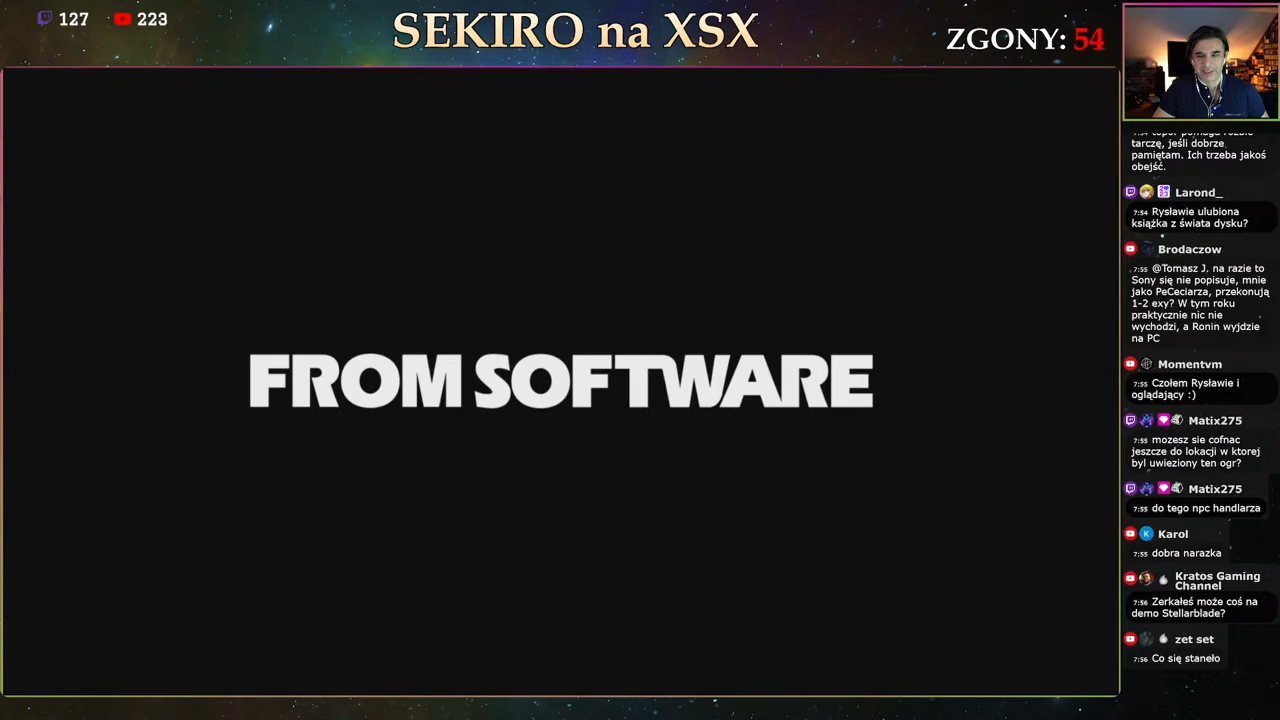 127
223
SEKIRO na XSX
ZGONY: 54
tarczę, jeśli dobrze
pamiętam. Ich trzeba jakoś
obejść.
Larond_
7:54 Rysławie ulubiona
książka z świata dysku?
Brodaczow
7:55 @Tomasz J. na razie to
Sony się nie popisuje, mnie
jako PeCeciarza, przekonują
1-2 exy? W tym roku
praktycznie nic nie
wychodzi, a Ronin wyjdzie
na PC
Momentvm
7:55 Czołem Rysławie i
oglądający :)
Matix275
7:55 mozesz sie cofnac
jeszcze do lokacji w ktorej
byl uwieziony ten ogr?
Matix275
7:55 do tego npc handlarza
K Karol
7:55 dobra narazka
Kratos Gaming
Channel
7:56 Zerkałeś może coś na
demo Stellarblade?
zet set
7:56 Co się staneło
FROM SOFTWARE